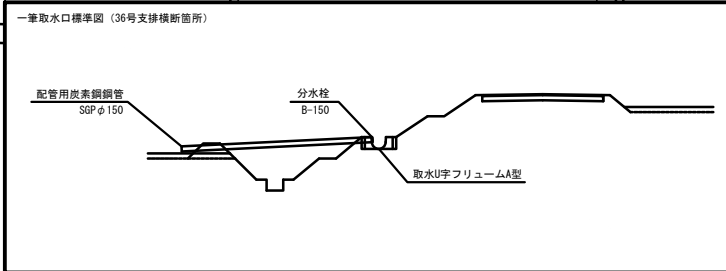 一筆取水口標準図（36号支排横断箇所）
配管用炭素鋼鋼管
SGPφ150
分水栓
B-150
取水U字フリュームA型